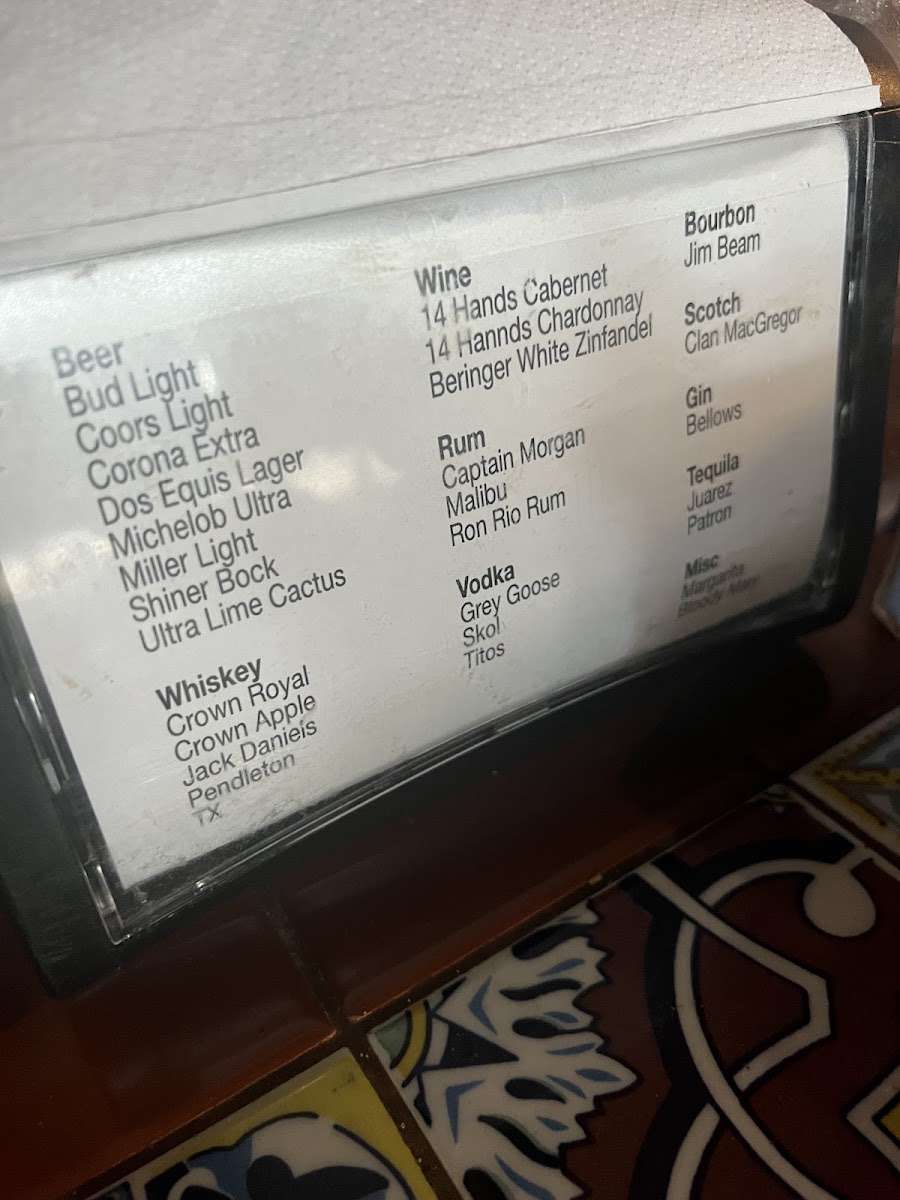 Beer
Bud Light
Coors Light
Corona Extra
Dos Equis Lager
Michelob Ultra
Miller Light
Shiner Bock
Ultra Lime Cactus
Whiskey
Crown Royal
Crown Apple
Jack Daniels
Pendleton
TX
Wine
14 Hands Cabernet
14 Hannds Chardonnay
Beringer White Zinfandel
Rum
Captain Morgan
Malibu
Ron Rio Rum
Vodka
Grey Goose
Skol
Titos
Bourbon
Jim Beam
Scotch
Clan MacGregor
Gin
Bellows
Tequila
Juarez
Patron
Misc
Margarita
Bloody Mary